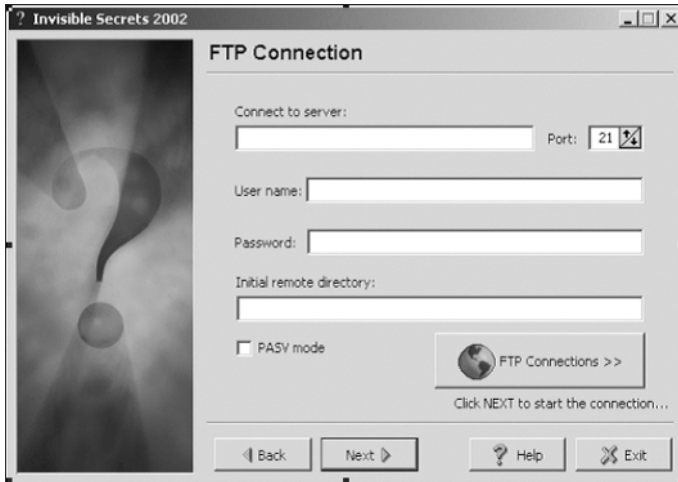 ? Invisible Secrets 2002
FTP Connection
Connect to server:
Port: 21
User name:
Password:
Initial remote directory:
PASV mode
FTP Connections >>
Click NEXT to start the connection...
Back Next Help Exit